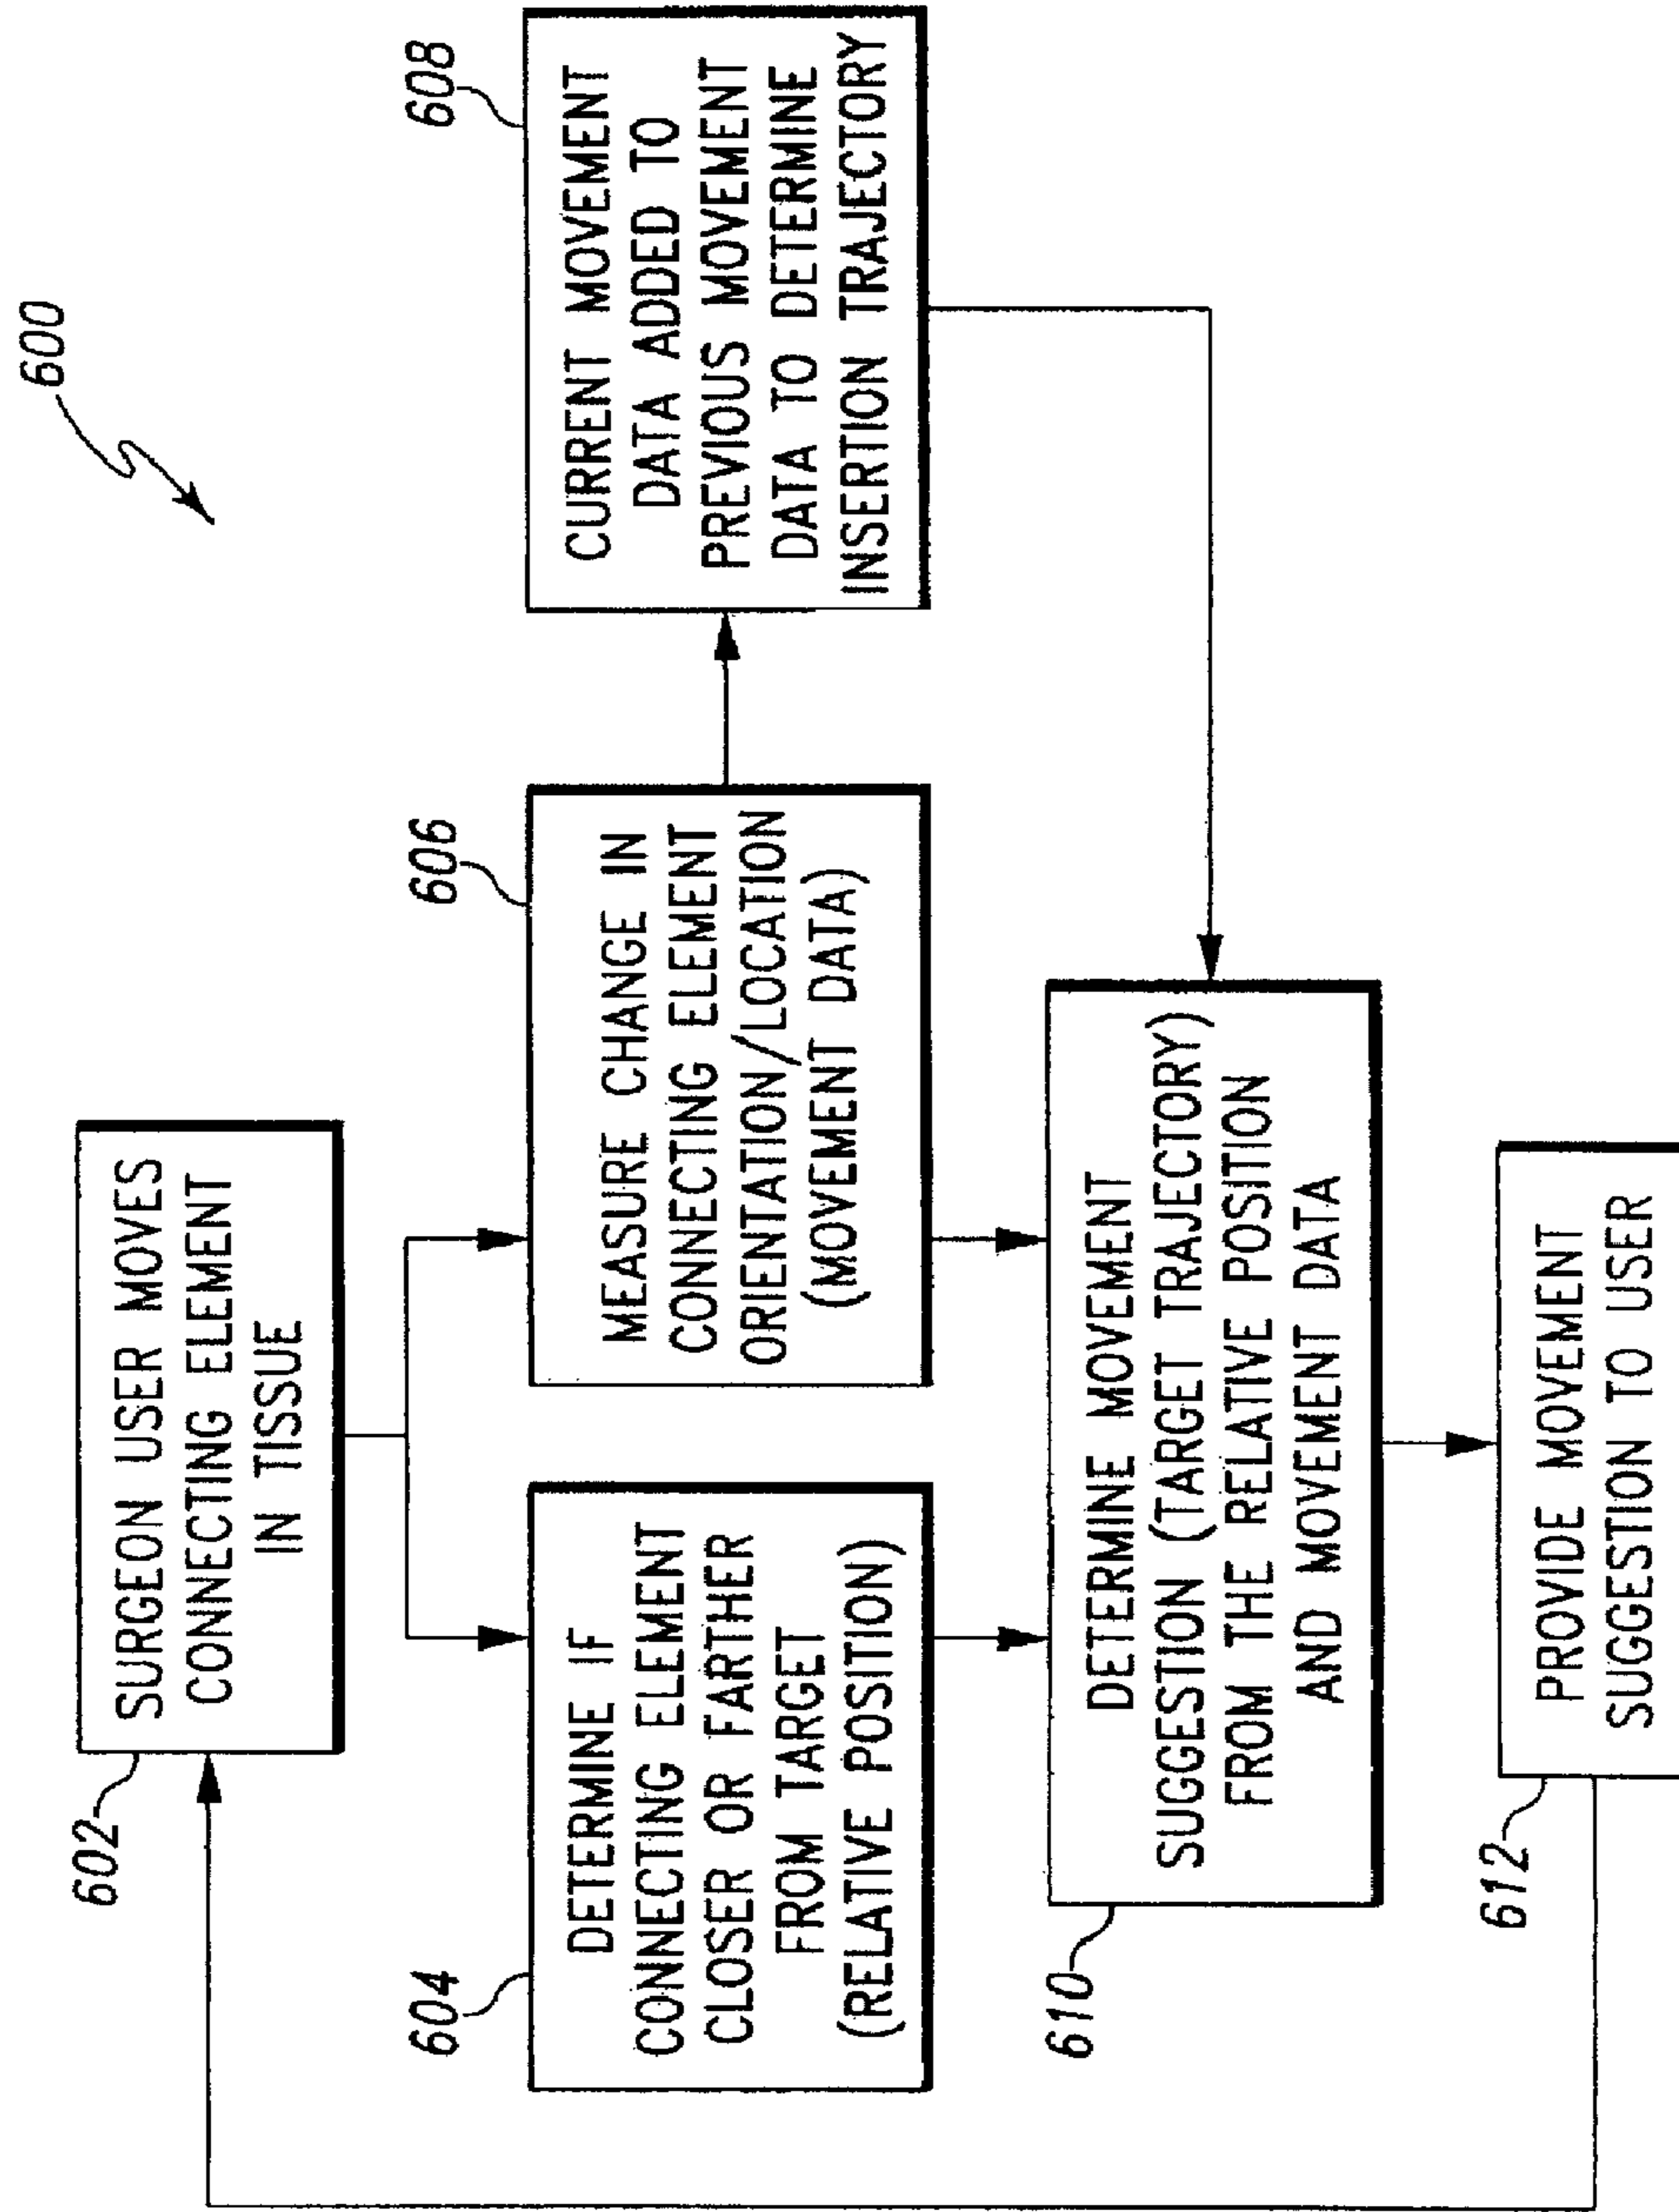 600
602
SURGEON USER MOVES
CONNECTING ELEMENT
IN TISSUE
604
DETERMINE IF
CONNECTING ELEMENT
CLOSER OR FARTHER
FROM TARGET
(RELATIVE POSITION)
606
MEASURE CHANGE IN
CONNECTING ELEMENT
ORIENTATION/LOCATION
(MOVEMENT DATA)
608
CURRENT MOVEMENT
DATA ADDED TO
PREVIOUS MOVEMENT
DATA TO DETERMINE
INSERTION TRAJECTORY
610
DETERMINE MOVEMENT
SUGGESTION (TARGET TRAJECTORY)
FROM THE RELATIVE POSITION
AND MOVEMENT DATA
612
PROVIDE MOVEMENT
SUGGESTION TO USER